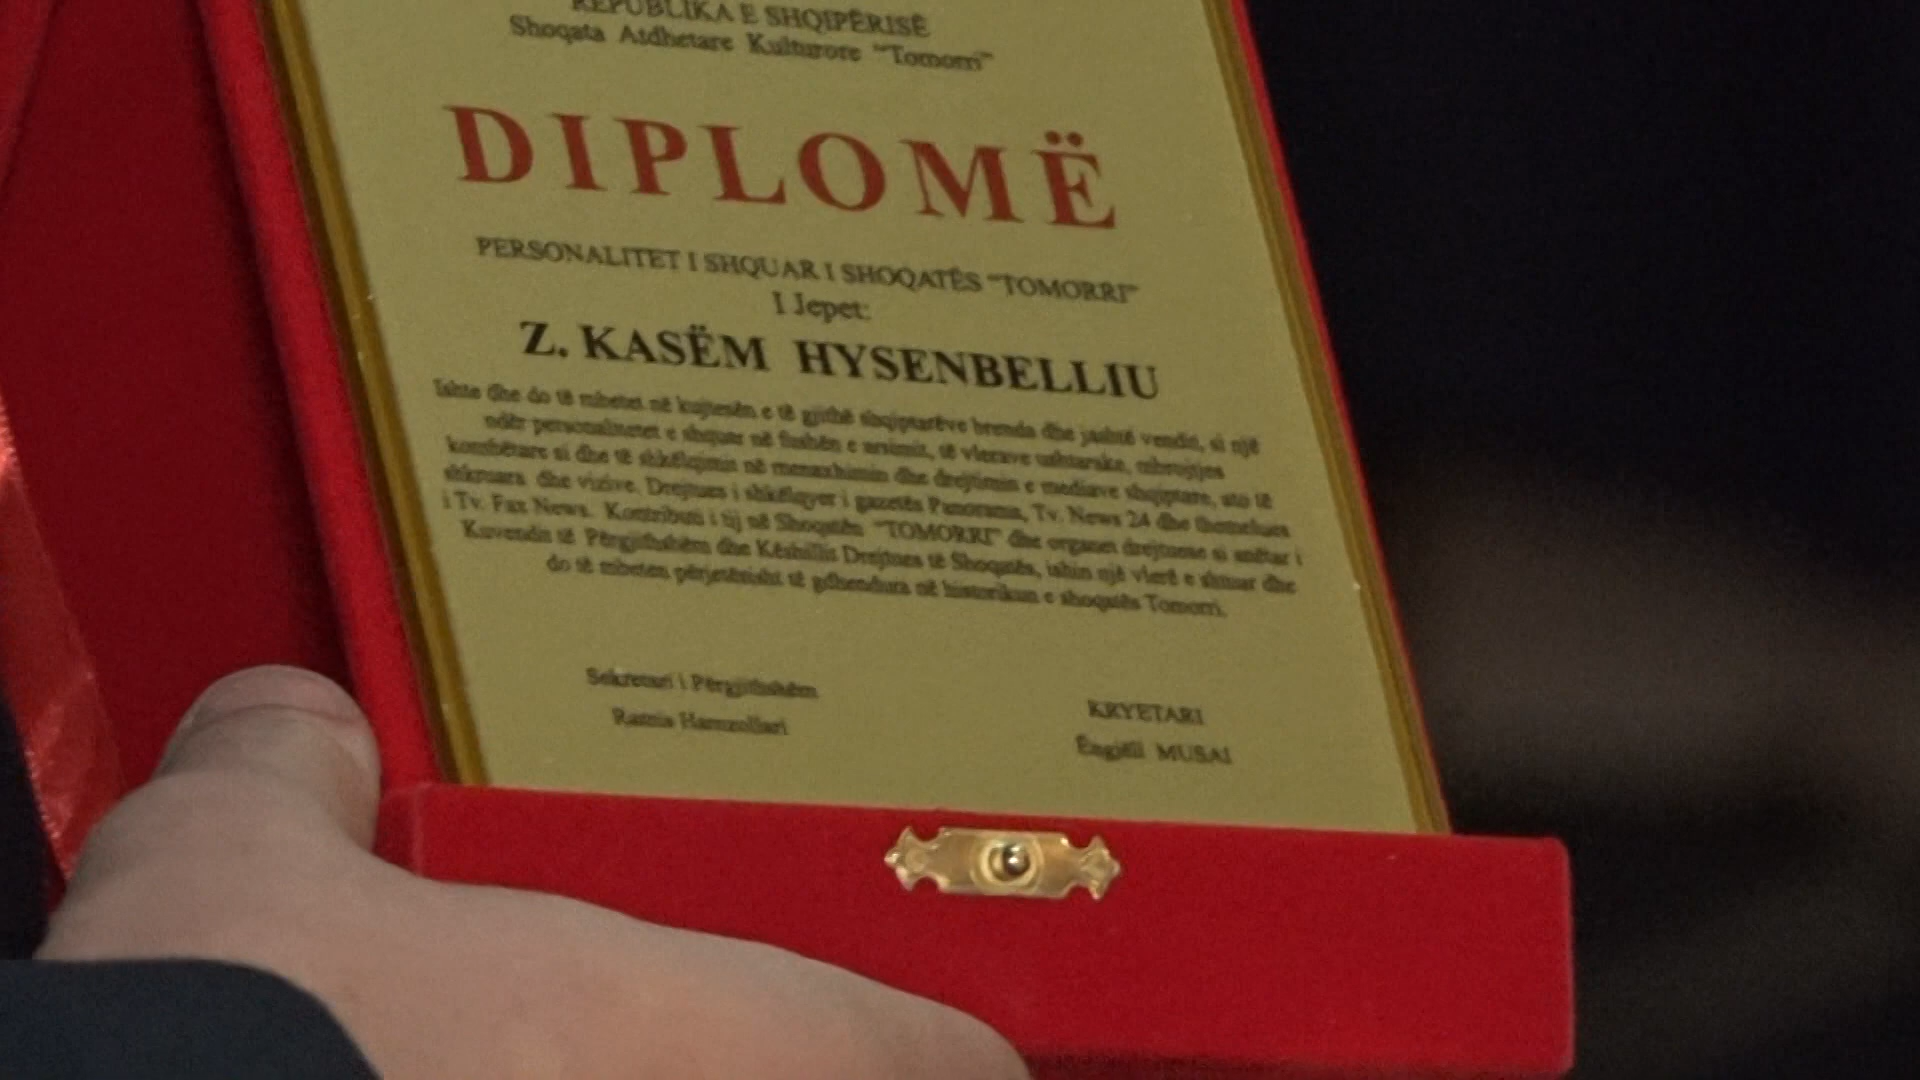 REPUBLIKA E SHQIPËRISË
Shoqata Atdhetare Kulturore "Tomorri"
DIPLOMË
PERSONALITET I SHQUAR I SHOQATËS "TOMORRI"
I Jepet:
Z. KASËM HYSENBELLIU
Ishte dhe do të mbetet në kujtesën e të gjithë shqiptarëve brenda dhe jashtë vendit, si një
ndër personalitetet e shquar në fushën e arsimit, të vlerave ushtarake, mbrojtjes
kombëtare si dhe të shkëlqimin në menaxhimin dhe drejtimin e mediave shqiptare, ato të
shkruara dhe vizive. Drejtues i shkëlqyer i gazetës Panorama, Tv. News 24 dhe themelues
i Tv. Fax News. Kontributi i tij në Shoqatën "TOMORRI" dhe organet drejtuese si anëtar i
Kuvendit të Përgjithshëm dhe Këshillit Drejtues të Shoqatës, ishin një vlerë e shtuar dhe
do të mbeten përjetësisht të gdhendura në historikun e shoqatës Tomorri.
Sekretari i Përgjithshëm
KRYETARI
Hamzollari
Ëngjëll MUSAI